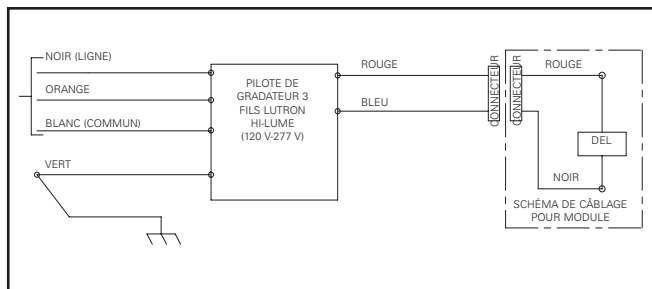 NOIR (LIGNE)
ORANGE
BLANC (COMMUN)
VERT
PILOTE DE
GRADATEUR 3
FILS LUTRON
HI-LUME
(120 V-277 V)
ROUGE
BLEU
CONNECTEUR
CONNECTEUR
ROUGE
DEL
NOIR
SCHÉMA DE CÂBLAGE
POUR MODULE